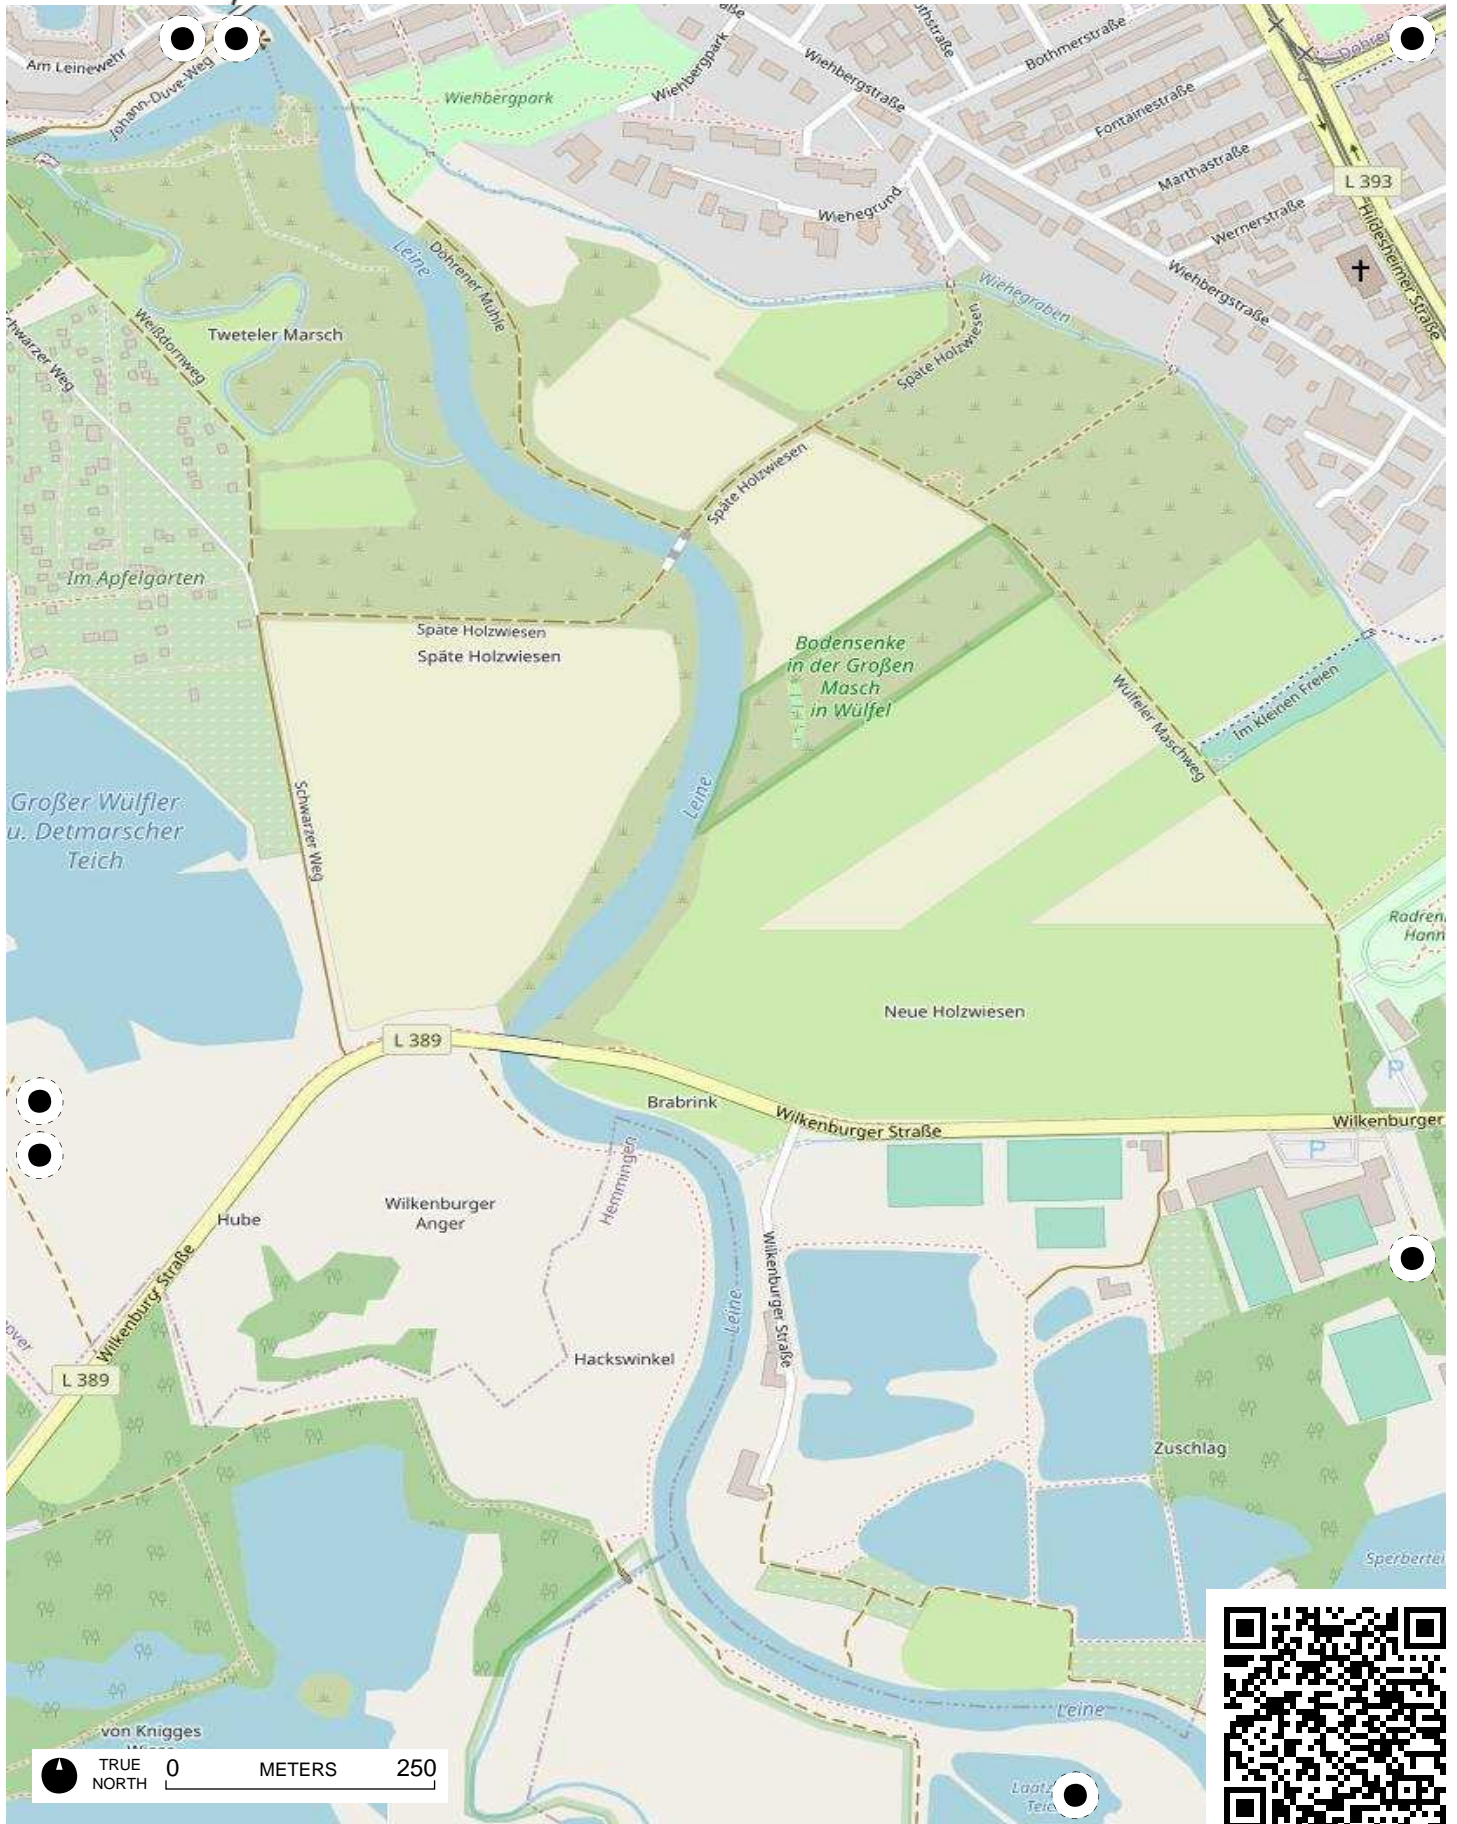 Am Leinewehr
Johann-Duve-Weg
Wiehbergpark
Wiehbergpark
Wiehbergstraße
Bothmerstraße
Fontainestraße
Marthastraße
Wernerstraße
L 393
Hildesheimer Straße
Wiehegrund
Wiehbergstraße
Wiehegraben
Leine
Döhrener Mühle
Tweteler Marsch
Weißdornweg
Späte Holzwiesen
Späte Holzwiesen
Im Apfelgarten
Späte Holzwiesen
Späte Holzwiesen
Bodensenke
in der Großen
Masch
in Wülfel
Wülfeler Maschweg
Im Kleinen Freien
Großer Wülfler
u. Detmarscher
Teich
Schwarzer Weg
Leine
Neue Holzwiesen
L 389
P
Brabrink
Wilkenburger Straße
Wilkenburger
P
Hemmingen
Wilkenburger
Anger
Hube
Wilkenburger Straße
Wilkenburg Straße
Leine
Hackswinkel
L 389
Zuschlag
Leine
von Knigges
TRUE
NORTH
0 METERS 250